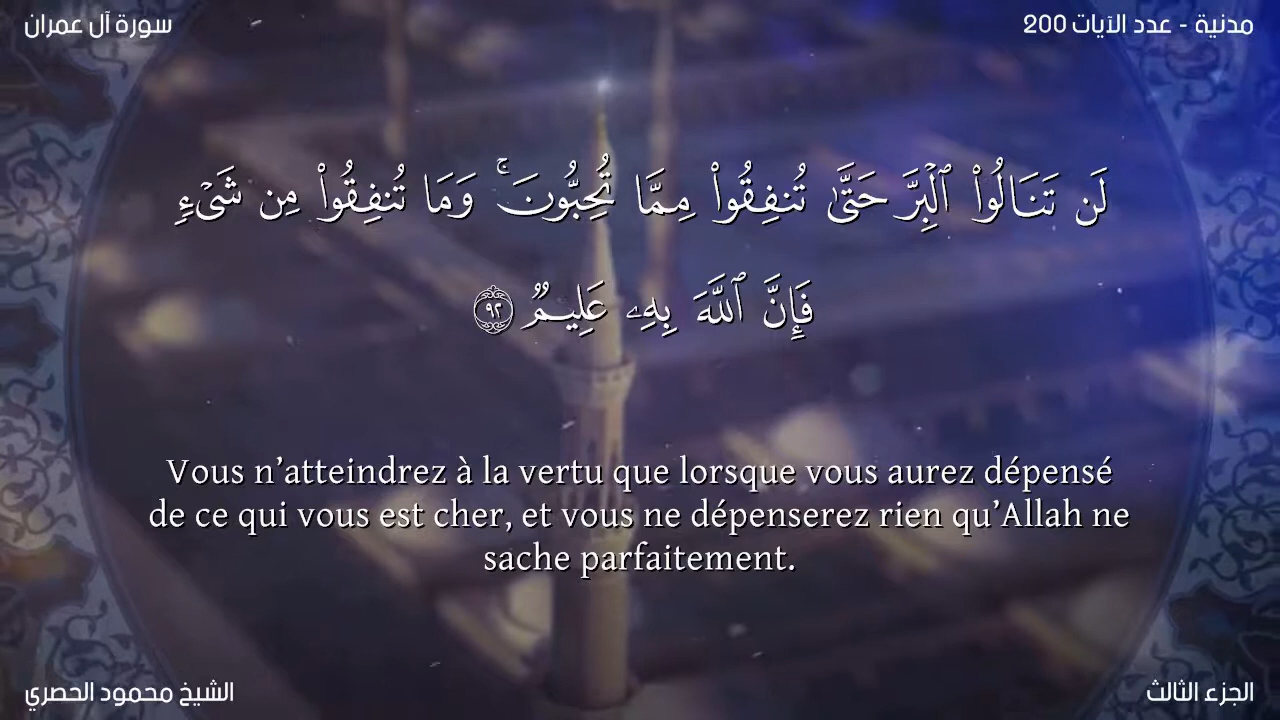 سورة آل عمران
مدنية - عدد الآيات 200
لَن تَنَالُوا۟ ٱلْبِرَّ حَتَّىٰ تُنفِقُوا۟ مِمَّا تُحِبُّونَ ۚ وَمَا تُنفِقُوا۟ مِن شَىْءٍ
فَإِنَّ ٱللَّهَ بِهِۦ عَلِيمٌ ٩٢
Vous n’atteindrez à la vertu que lorsque vous aurez dépensé
de ce qui vous est cher, et vous ne dépenserez rien qu’Allah ne
sache parfaitement.
الشيخ محمود الحصري
الجزء الثالث